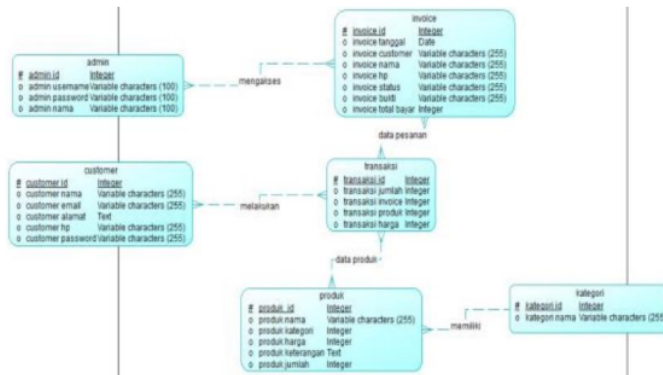 invoice
# invoice id Integer
o invoice tanggal Date
o invoice customer Variable characters (255)
o invoice nama Variable characters (255)
o invoice hp Variable characters (255)
o invoice status Variable characters (255)
o invoice bukti Variable characters (255)
o invoice total bayar Integer
admin
# admin id Integer
o admin username Variable characters (100)
o admin password Variable characters (100)
o admin nama Variable characters (100)
mengakses
data pesanan
customer
# customer id Integer
o customer nama Variable characters (255)
o customer email Variable characters (255)
o customer alamat Text
o customer hp Variable characters (255)
o customer password Variable characters (255)
melakukan
transaksi
# transaksi id Integer
o transaksi jumlah Integer
o transaksi invoice Integer
o transaksi produk Integer
o transaksi harga Integer
data produk
produk
# produk_id Integer
o produk nama Variable characters (255)
o produk kategori Integer
o produk harga Integer
o produk keterangan Text
o produk jumlah Integer
memiliki
kategori
# kategori id Integer
o kategori nama Variable characters (255